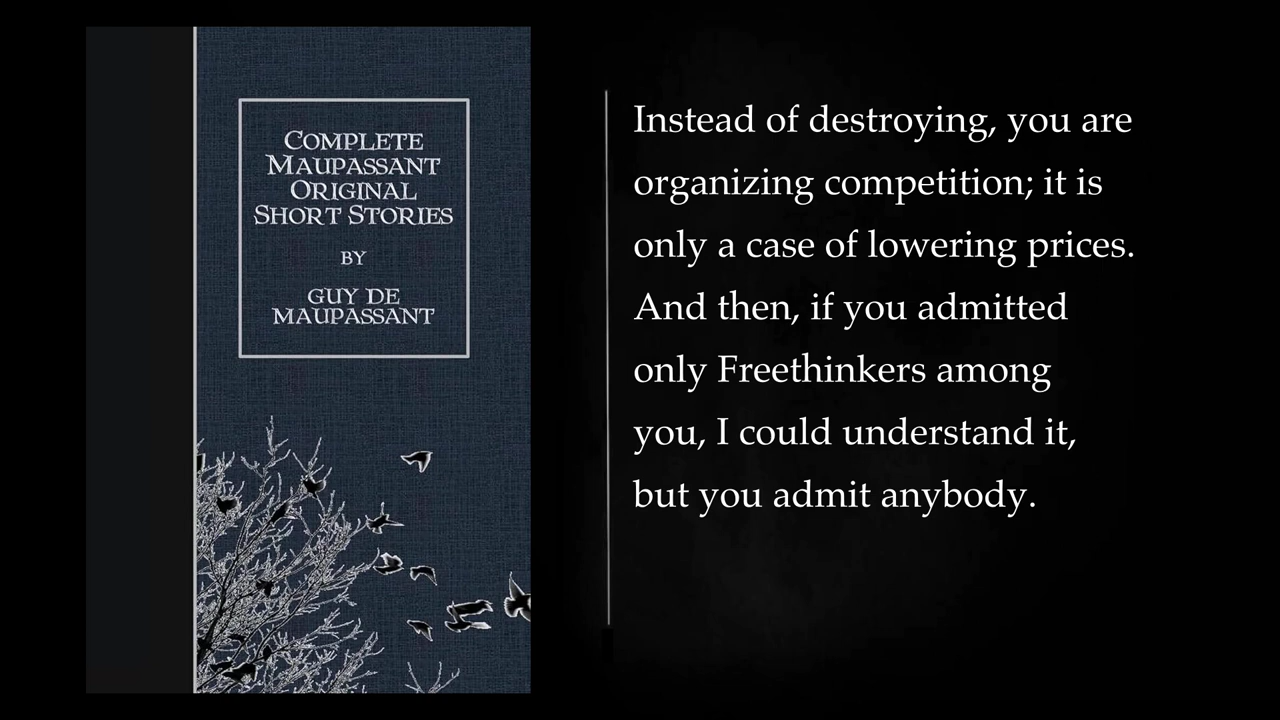 COMPLETE
MAUPASSANT
ORIGINAL
SHORT STORIES
BY
GUY DE
MAUPASSANT
Instead of destroying, you are
organizing competition; it is
only a case of lowering prices.
And then, if you admitted
only Freethinkers among
you, I could understand it,
but you admit anybody.